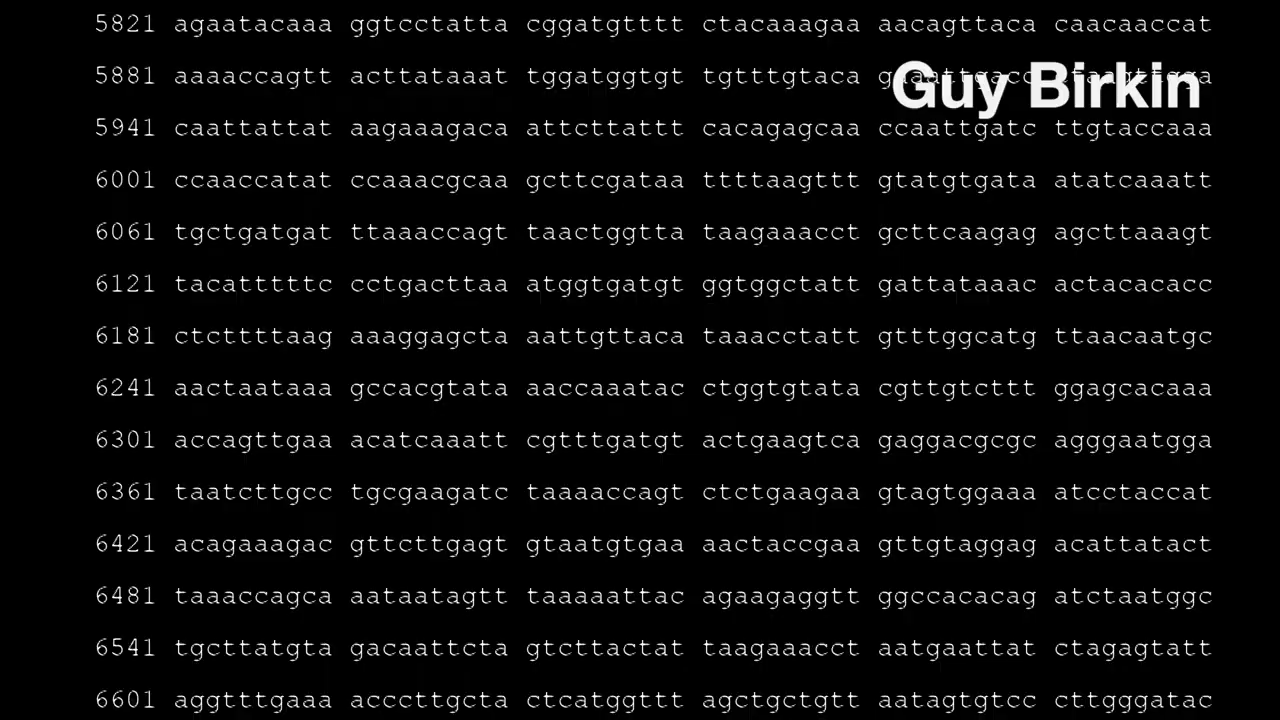 5821 agaatacaaa ggtcctatta cggatgtttt ctacaaagaa aacagttaca caacaaccat
Guy Birkin
5881 aaaaccagtt acttataaat tggatggtgt tgtttgtaca
5941 caattattat aagaaagaca attcttattt cacagagcaa ccaattgatc ttgtaccaaa
6001 ccaaccatat ccaaacgcaa gcttcgataa ttttaagttt gtatgtgata atatcaaatt
6061 tgctgatgat ttaaaccagt taactggtta taagaaacct gcttcaagag agcttaaagt
6121 tacatttttc cctgacttaa atggtgatgt ggtggctatt gattataaac actacacacc
6181 ctcttttaag aaaggagcta aattgttaca taaacctatt gtttggcatg ttaacaatgc
6241 aactaataaa gccacgtata aaccaaatac ctggtgtata cgttgtcttt ggagcacaaa
6301 accagttgaa acatcaaatt cgtttgatgt actgaagtca gaggacgcgc agggaatgga
6361 taatcttgcc tgcgaagatc taaaaccagt ctctgaagaa gtagtggaaa atcctaccat
6421 acagaaagac gttcttgagt gtaatgtgaa aactaccgaa gttgtaggag acattatact
6481 taaaccagca aataatagtt taaaaattac agaagaggtt ggccacacag atctaatggc
6541 tgcttatgta gacaattcta gtcttactat taagaaacct aatgaattat ctagagtatt
6601 aggtttgaaa acccttgcta ctcatggttt agctgctgtt aatagtgtcc cttgggatac